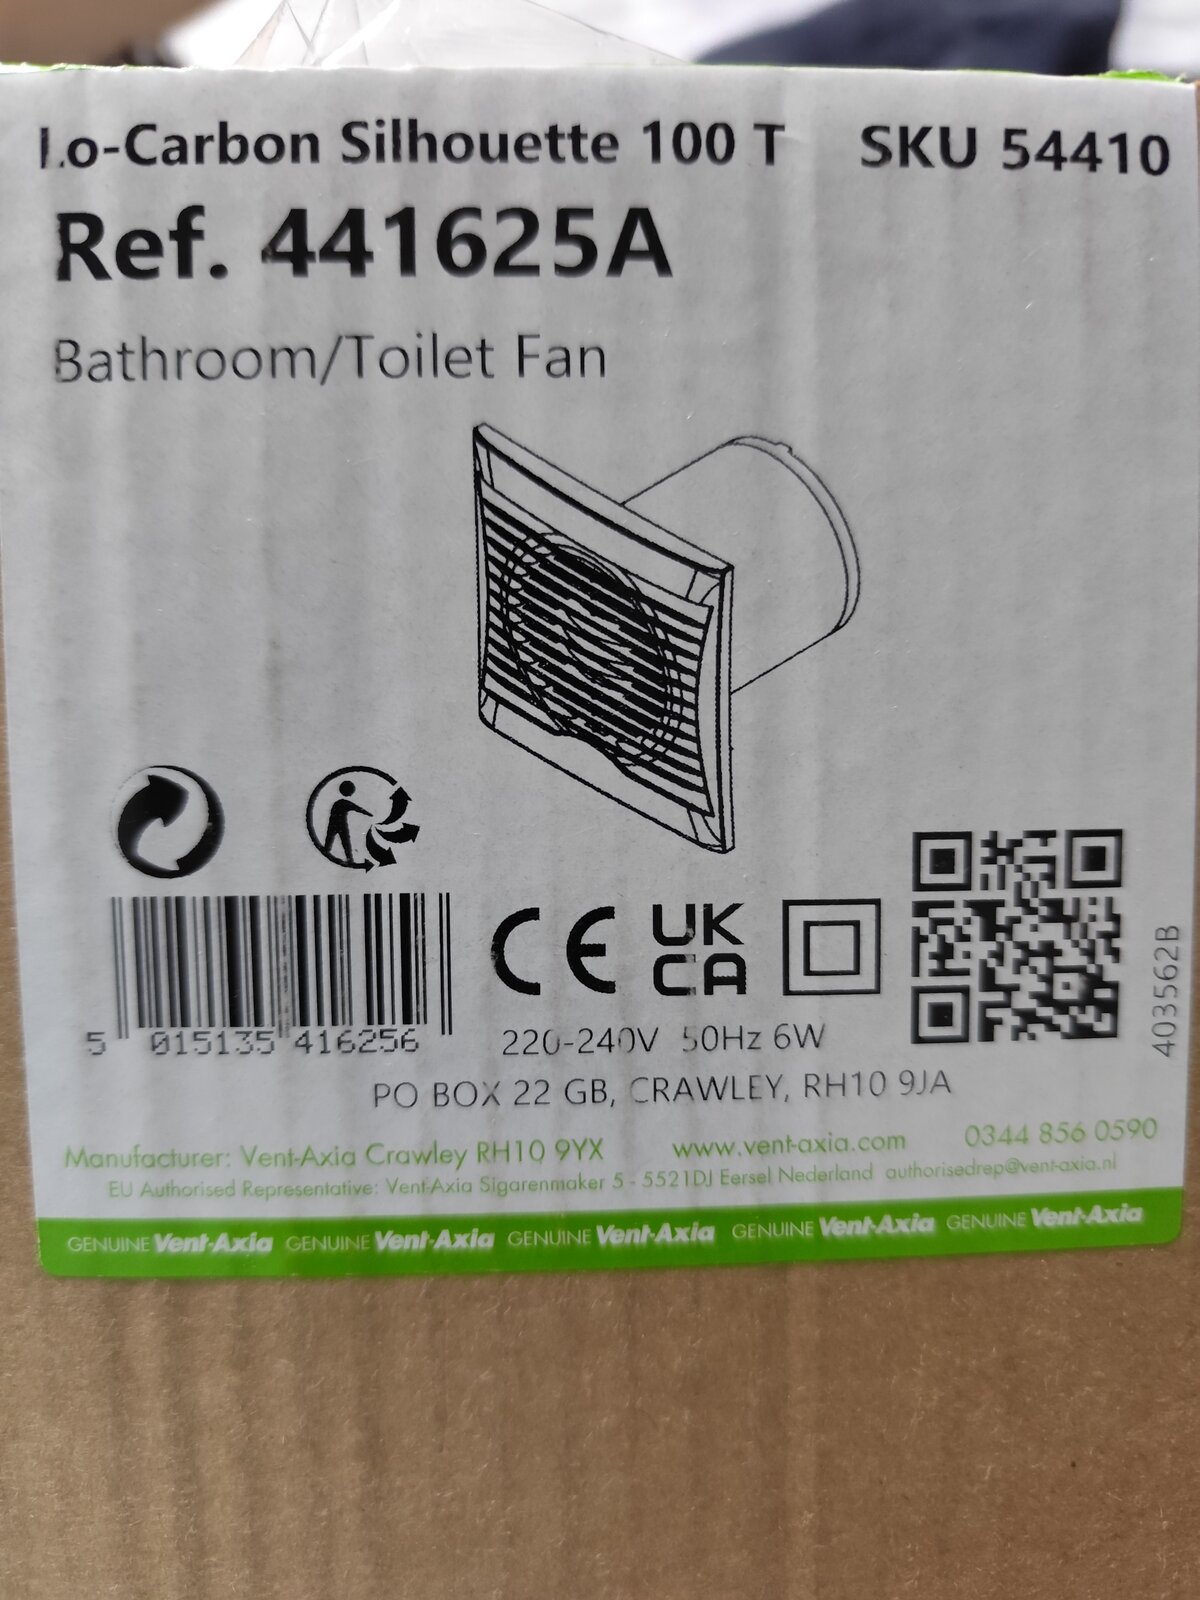 Lo-Carbon Silhouette 100 T SKU 54410
Ref. 441625A
Bathroom/Toilet Fan
CE UK CA
403562B
5 015135 416256
220-240V 50Hz 6W
PO BOX 22 GB, CRAWLEY, RH10 9JA
Manufacturer: Vent-Axia Crawley RH10 9YX www.vent-axia.com 0344 856 0590
EU Authorised Representative: Vent-Axia Sigarenmaker 5 - 5521DJ Eersel Nederland authorisedrep@vent-axia.nl
GENUINE Vent-Axia GENUINE Vent-Axia GENUINE Vent-Axia GENUINE Vent-Axia GENUINE Vent-Axia